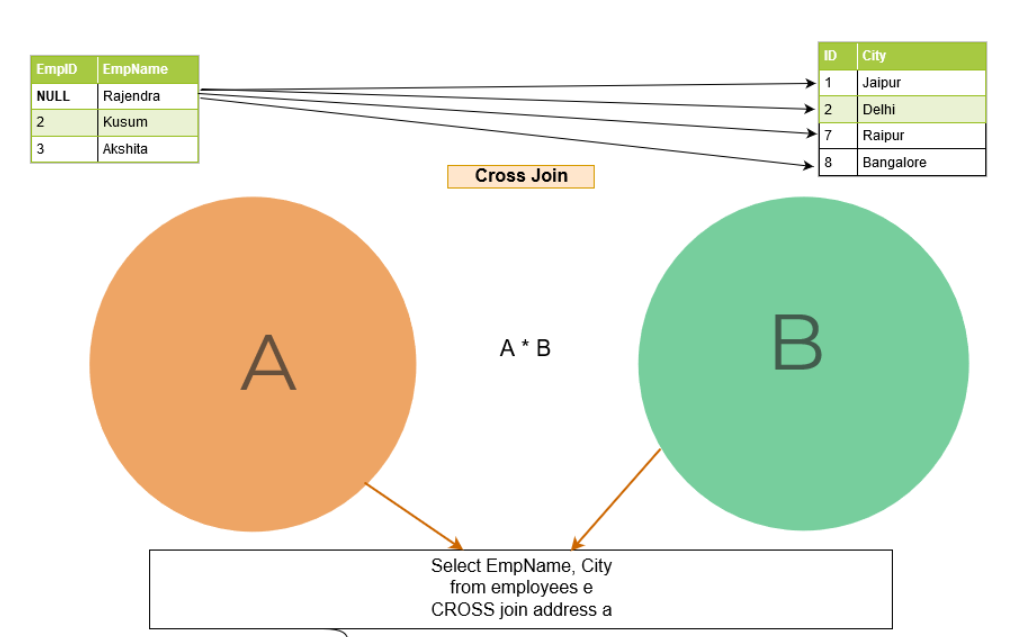 EmpID EmpName
NULL Rajendra
2 Kusum
3 Akshita
ID City
1 Jaipur
2 Delhi
7 Raipur
8 Bangalore
Cross Join
A
A * B
B
Select EmpName, City
from employees e
CROSS join address a